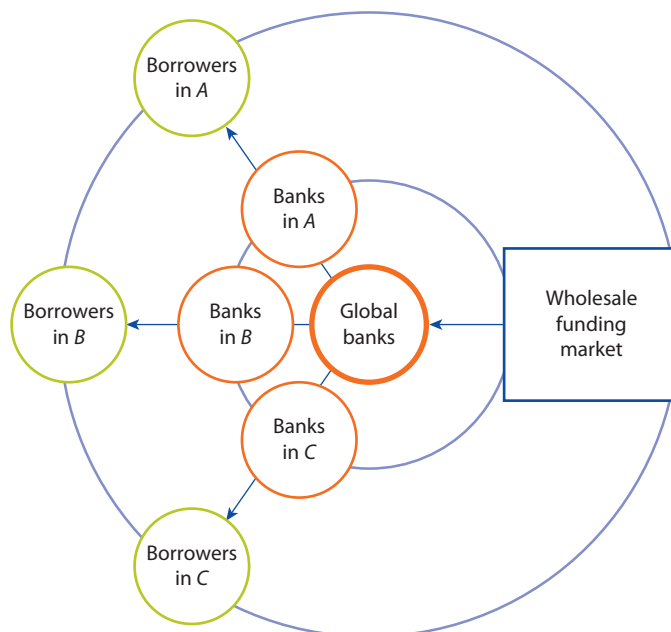 Borrowers
in A
Banks
in A
Borrowers
in B
Banks
in B
Global
banks
Wholesale
funding
market
Banks
in C
Borrowers
in C